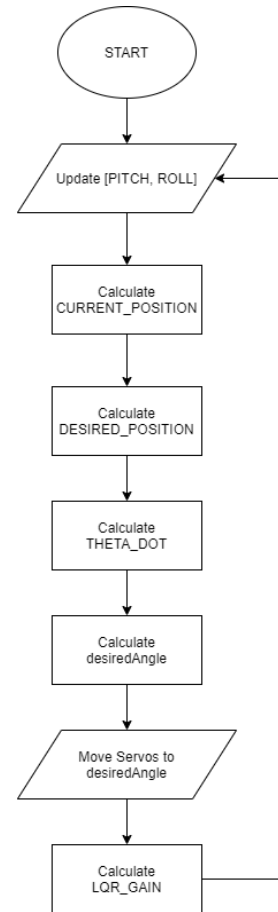 START
Update [PITCH, ROLL]
Calculate
CURRENT_POSITION
Calculate
DESIRED_POSITION
Calculate
THETA_DOT
Calculate
desiredAngle
Move Servos to
desiredAngle
Calculate
LQR_GAIN